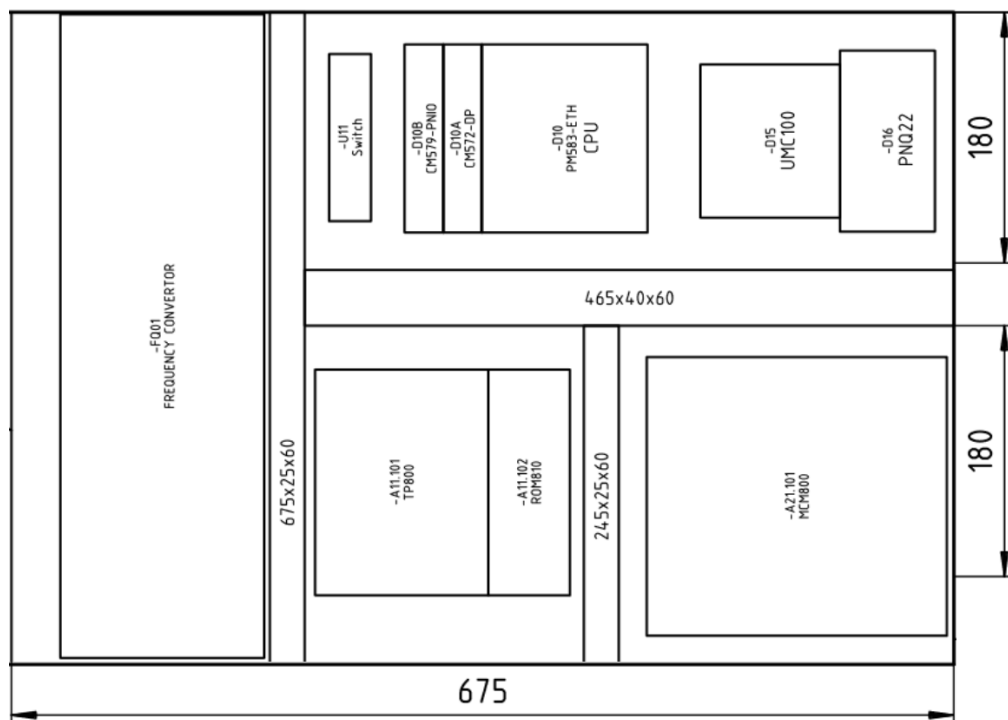 -U11
Switch
-D10B
CM579-PNIO
-D10A
CM572-DP
-D10
PM583-ETH
CPU
-D15
UMC100
-D16
PNQ22
180
465x40x60
-FQ01
FREQUENCY CONVERTOR
675x25x60
-A11.101
TP800
-A11.102
ROM810
245x25x60
-A21.101
MCM800
180
675